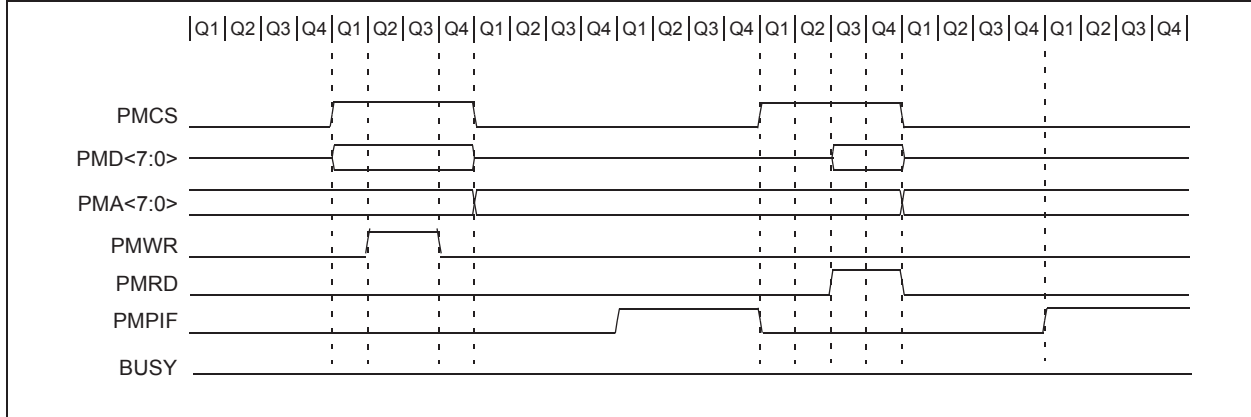 Q1 Q2 Q3 Q4 Q1 Q2 Q3 Q4 Q1 Q2 Q3 Q4 Q1 Q2 Q3 Q4 Q1 Q2 Q3 Q4 Q1 Q2 Q3 Q4 Q1 Q2 Q3 Q4
PMCS
PMD<7:0>
PMA<7:0>
PMWR
PMRD
PMPIF
BUSY